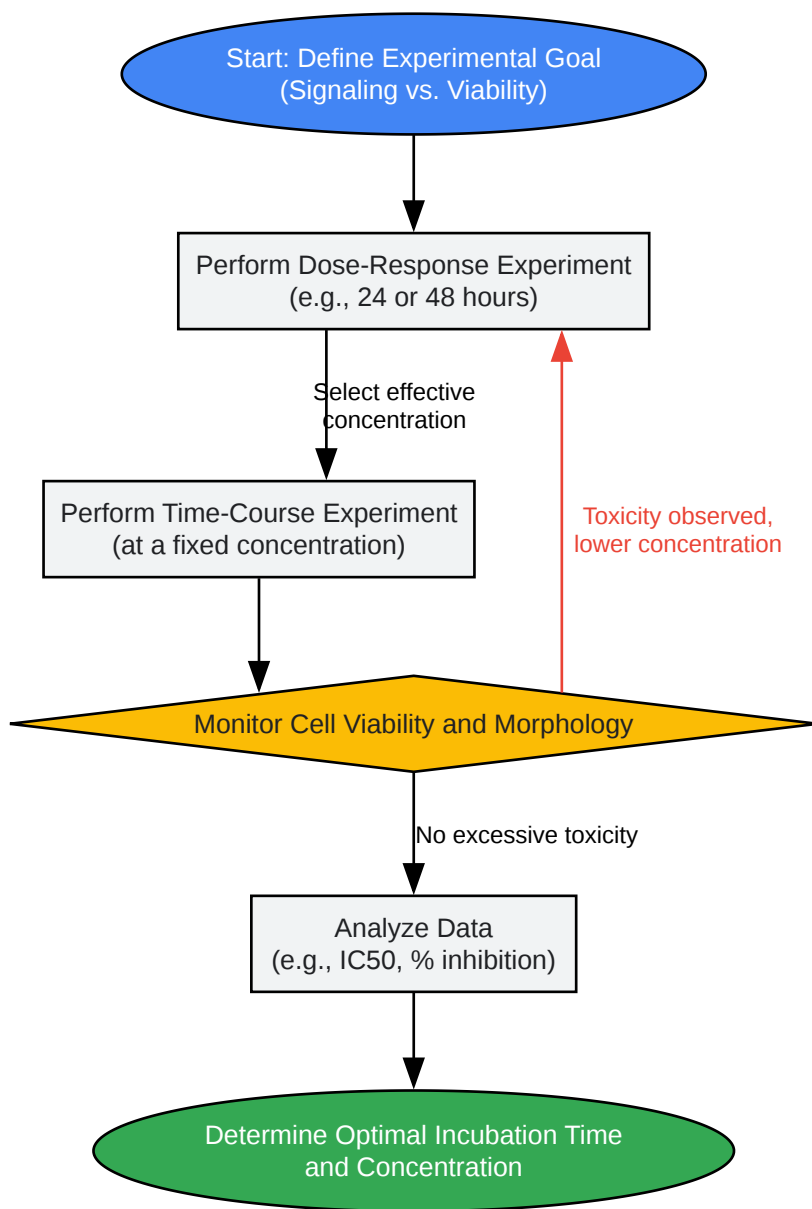 Start: Define Experimental Goal
(Signaling vs. Viability)
Perform Dose-Response Experiment
(e.g., 24 or 48 hours)
Select effective
concentration
Perform Time-Course Experiment
(at a fixed concentration)
Toxicity observed,
lower concentration
Monitor Cell Viability and Morphology
No excessive toxicity
Analyze Data
(e.g., IC50, % inhibition)
Determine Optimal Incubation Time
and Concentration